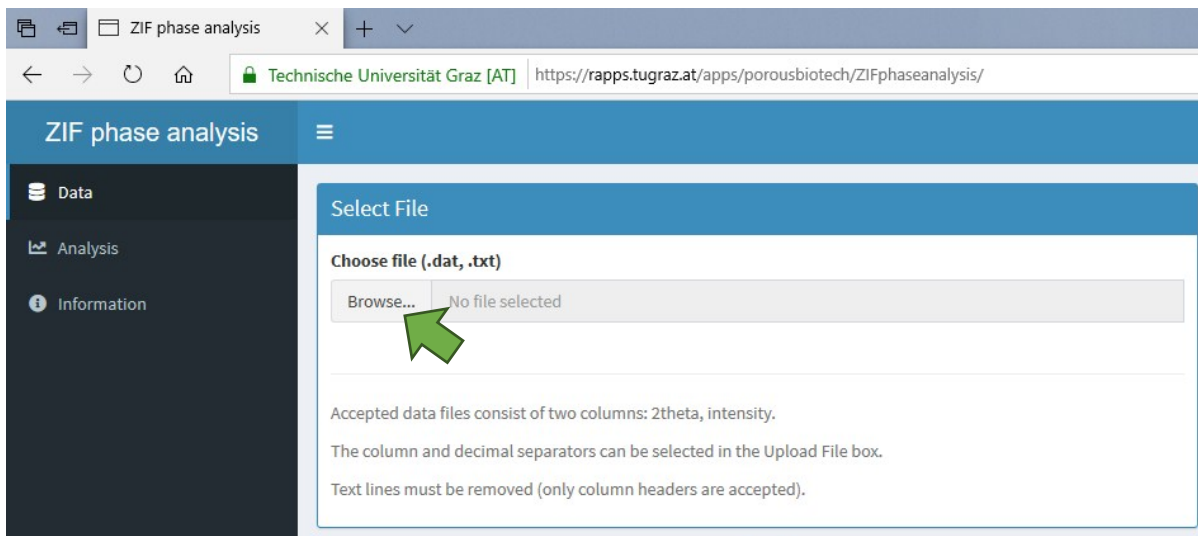 ZIF phase analysis
Technische Universität Graz [AT] https://rapps.tugraz.at/apps/porousbiotech/ZIFphaseanalysis/
ZIF phase analysis
Data
Analysis
Information
Select File
Choose file (.dat, .txt)
Browse... No file selected
Accepted data files consist of two columns: 2theta, intensity.
The column and decimal separators can be selected in the Upload File box.
Text lines must be removed (only column headers are accepted).